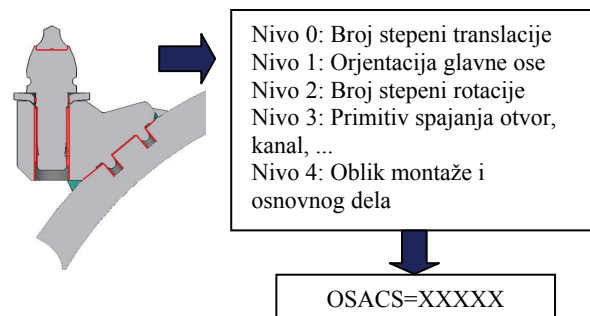 Nivo 0: Broj stepeni translacije
Nivo 1: Orjentacija glavne ose
Nivo 2: Broj stepeni rotacije
Nivo 3: Primitiv spajanja otvor,
kanal, ...
Nivo 4: Oblik montaže i
osnovnog dela
OSACS=XXXXX